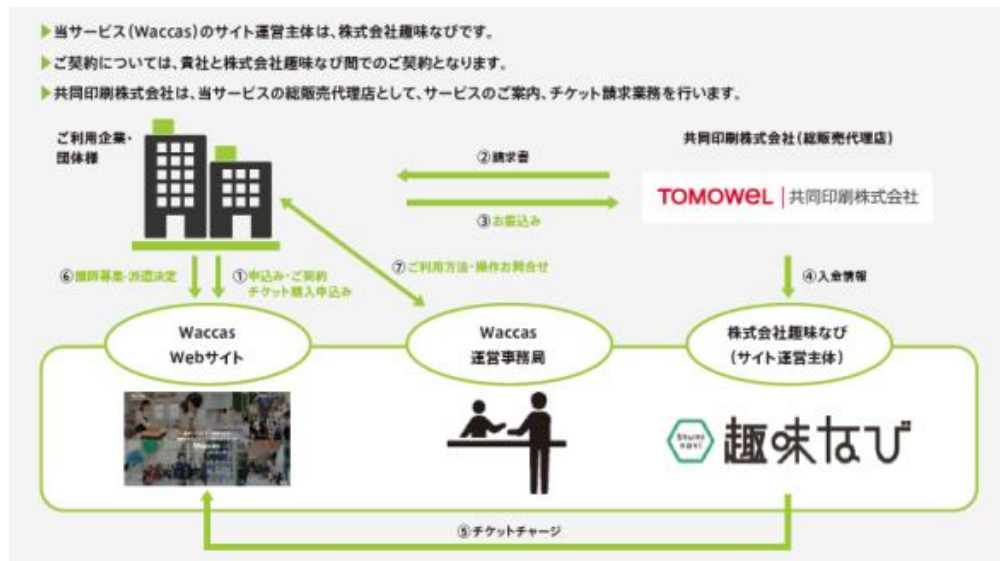 ▶当サービス(Waccas)のサイト運営主体は、株式会社趣味なびです。
▶ご契約については、貴社と株式会社趣味なび間でのご契約となります。
▶共同印刷株式会社は、当サービスの総販売代理店として、サービスのご案内、チケット請求業務を行います。
ご利用企業・
団体様
共同印刷株式会社(総販売代理店)
②請求書
TOMOWEL 共同印刷株式会社
③お振込み
⑥講師募集・派遣決定
①申込み・ご契約
チケット購入申込み
⑦ご利用方法・操作お問合せ
④入会情報
Waccas
Webサイト
Waccas
運営事務局
株式会社趣味なび
(サイト運営主体)
Waccas
Shumi
navi
趣味なび
⑤チケットチャージ